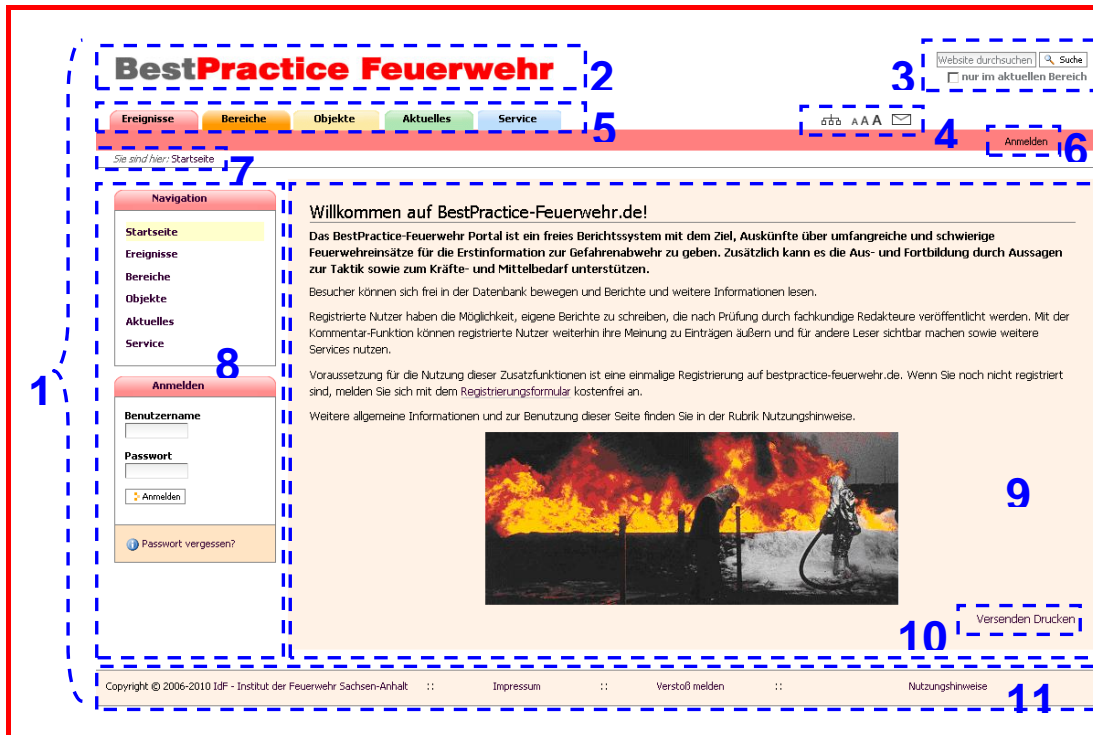 BestPractice Feuerwehr
2
Website durchsuchen
Suche
nur im aktuellen Bereich
3
Ereignisse
Bereiche
Objekte
Aktuelles
Service
5
A A A
4
Anmelden
6
Sie sind hier: Startseite
7
1
Navigation
Startseite
Ereignisse
Bereiche
Objekte
Aktuelles
Service
8
Anmelden
Benutzername
Passwort
Anmelden
Passwort vergessen?
Willkommen auf BestPractice-Feuerwehr.de!
Das BestPractice-Feuerwehr Portal ist ein freies Berichtssystem mit dem Ziel, Auskünfte über umfangreiche und schwierige
Feuerwehreinsätze für die Erstinformation zur Gefahrenabwehr zu geben. Zusätzlich kann es die Aus- und Fortbildung durch Aussagen
zur Taktik sowie zum Kräfte- und Mittelbedarf unterstützen.
Besucher können sich frei in der Datenbank bewegen und Berichte und weitere Informationen lesen.
Registrierte Nutzer haben die Möglichkeit, eigene Berichte zu schreiben, die nach Prüfung durch fachkundige Redakteure veröffentlicht werden. Mit der
Kommentar-Funktion können registrierte Nutzer weiterhin ihre Meinung zu Einträgen äußern und für andere Leser sichtbar machen sowie weitere
Services nutzen.
Voraussetzung für die Nutzung dieser Zusatzfunktionen ist eine einmalige Registrierung auf bestpractice-feuerwehr.de. Wenn Sie noch nicht registriert
sind, melden Sie sich mit dem Registrierungsformular kostenfrei an.
Weitere allgemeine Informationen und zur Benutzung dieser Seite finden Sie in der Rubrik Nutzungshinweise.
9
Versenden Drucken
10
Copyright © 2006-2010 IdF - Institut der Feuerwehr Sachsen-Anhalt :: Impressum :: Verstoß melden :: Nutzungshinweise
11